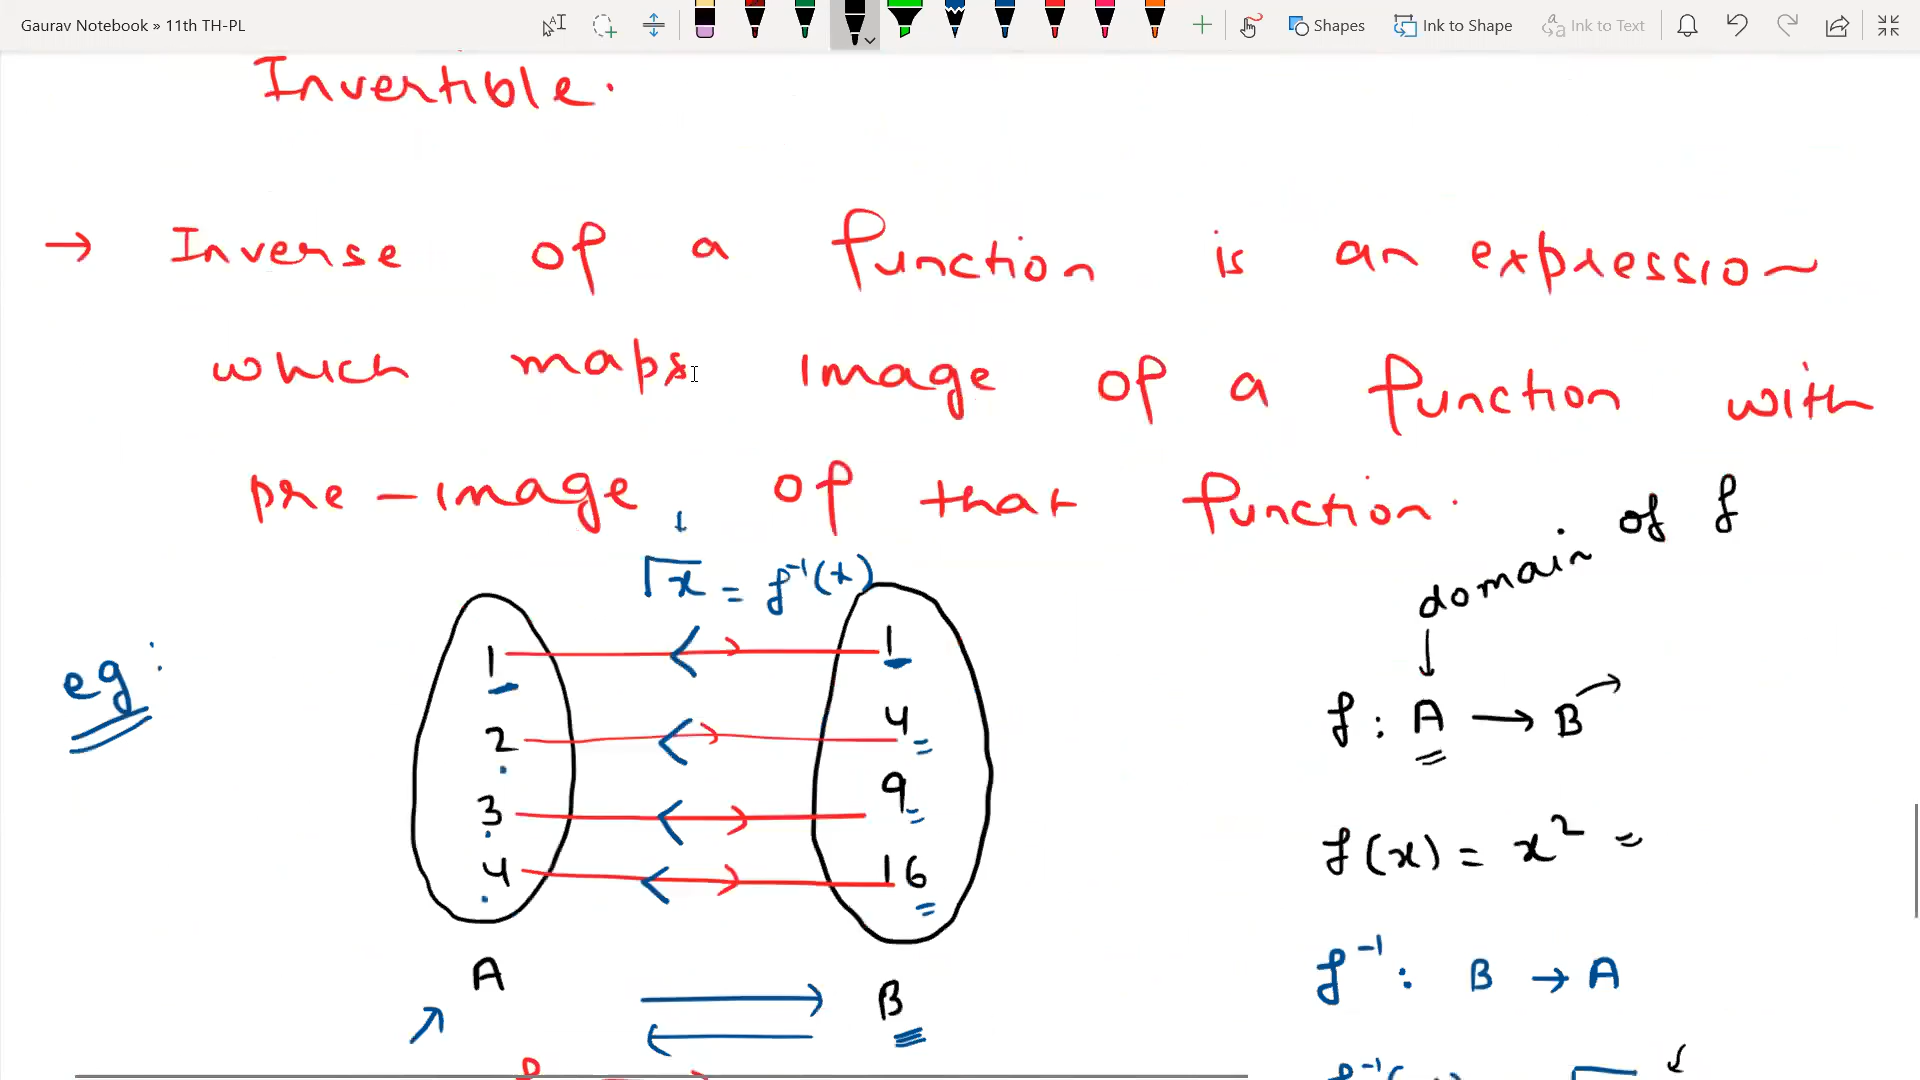 Gaurav Notebook » 11th TH-PL
Shapes
Ink to Shape
Ink to Text
Invertible.
→ Inverse of a function is an expression
which maps image of a function with
pre-image of that function.
√x = f⁻¹(x)
domain of f
eg:
1 1
2 4
3 9
4 16
A B
f : A → B
f(x) = x² =
f⁻¹ : B → A